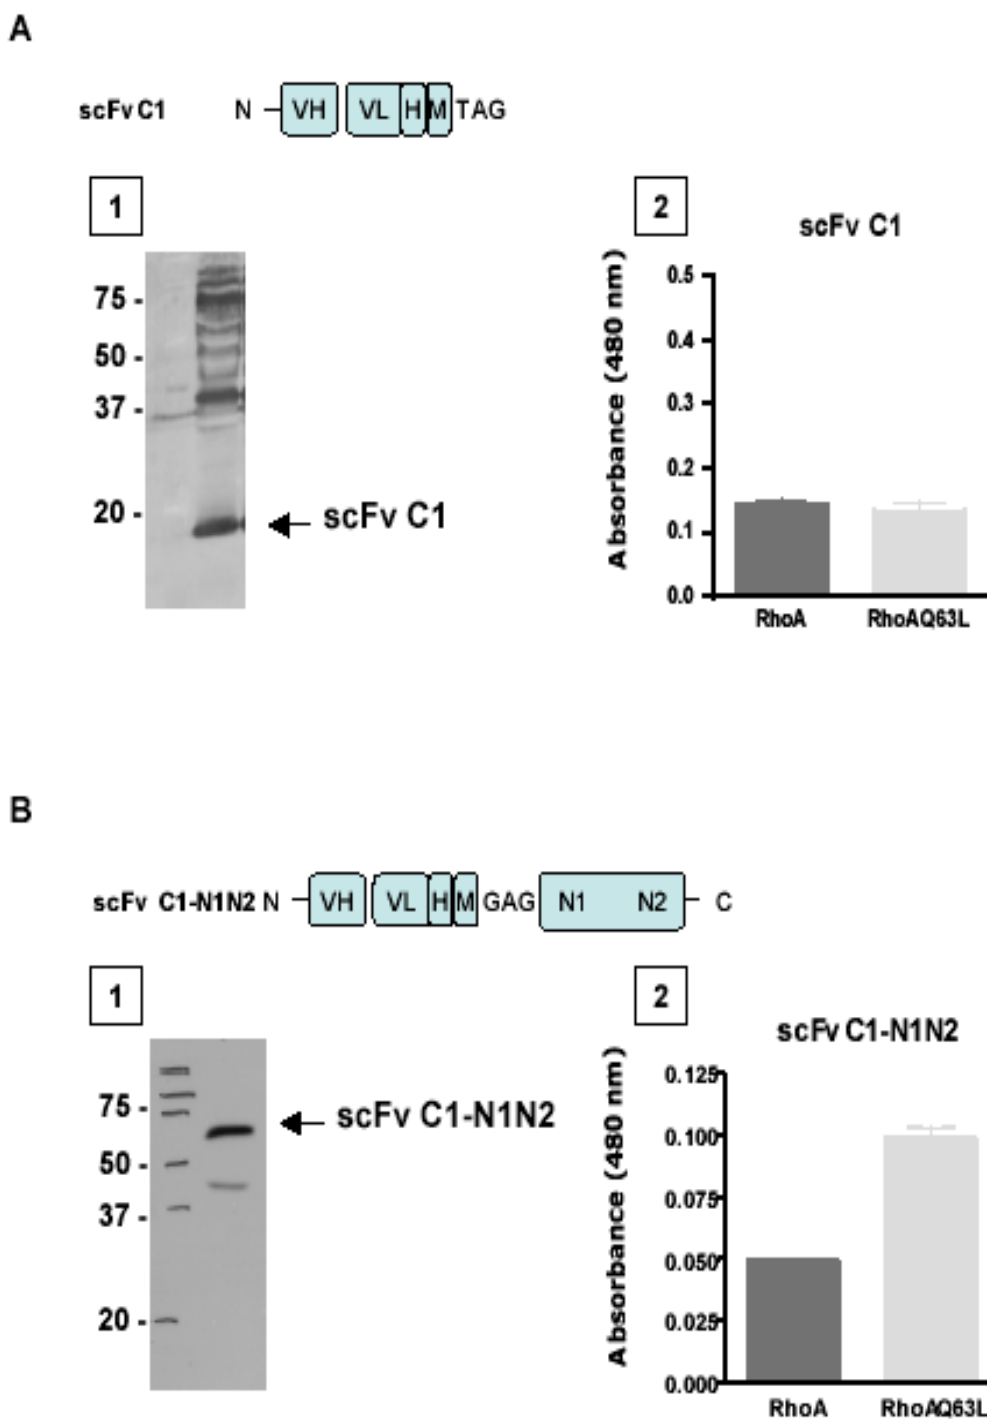 A
scFv C1 N VH VL H M TAG
1
75 -
50 -
37 -
20 -
scFv C1
2
scFv C1
Absorbance (480 nm)
0.5
0.4
0.3
0.2
0.1
0.0
RhoA RhoAQ63L
B
scFv C1-N1N2 N VH VL H M GAG N1 N2 C
1
75 -
50 -
37 -
20 -
scFv C1-N1N2
2
scFv C1-N1N2
Absorbance (480 nm)
0.125
0.100
0.075
0.050
0.025
0.000
RhoA RhoAQ63L